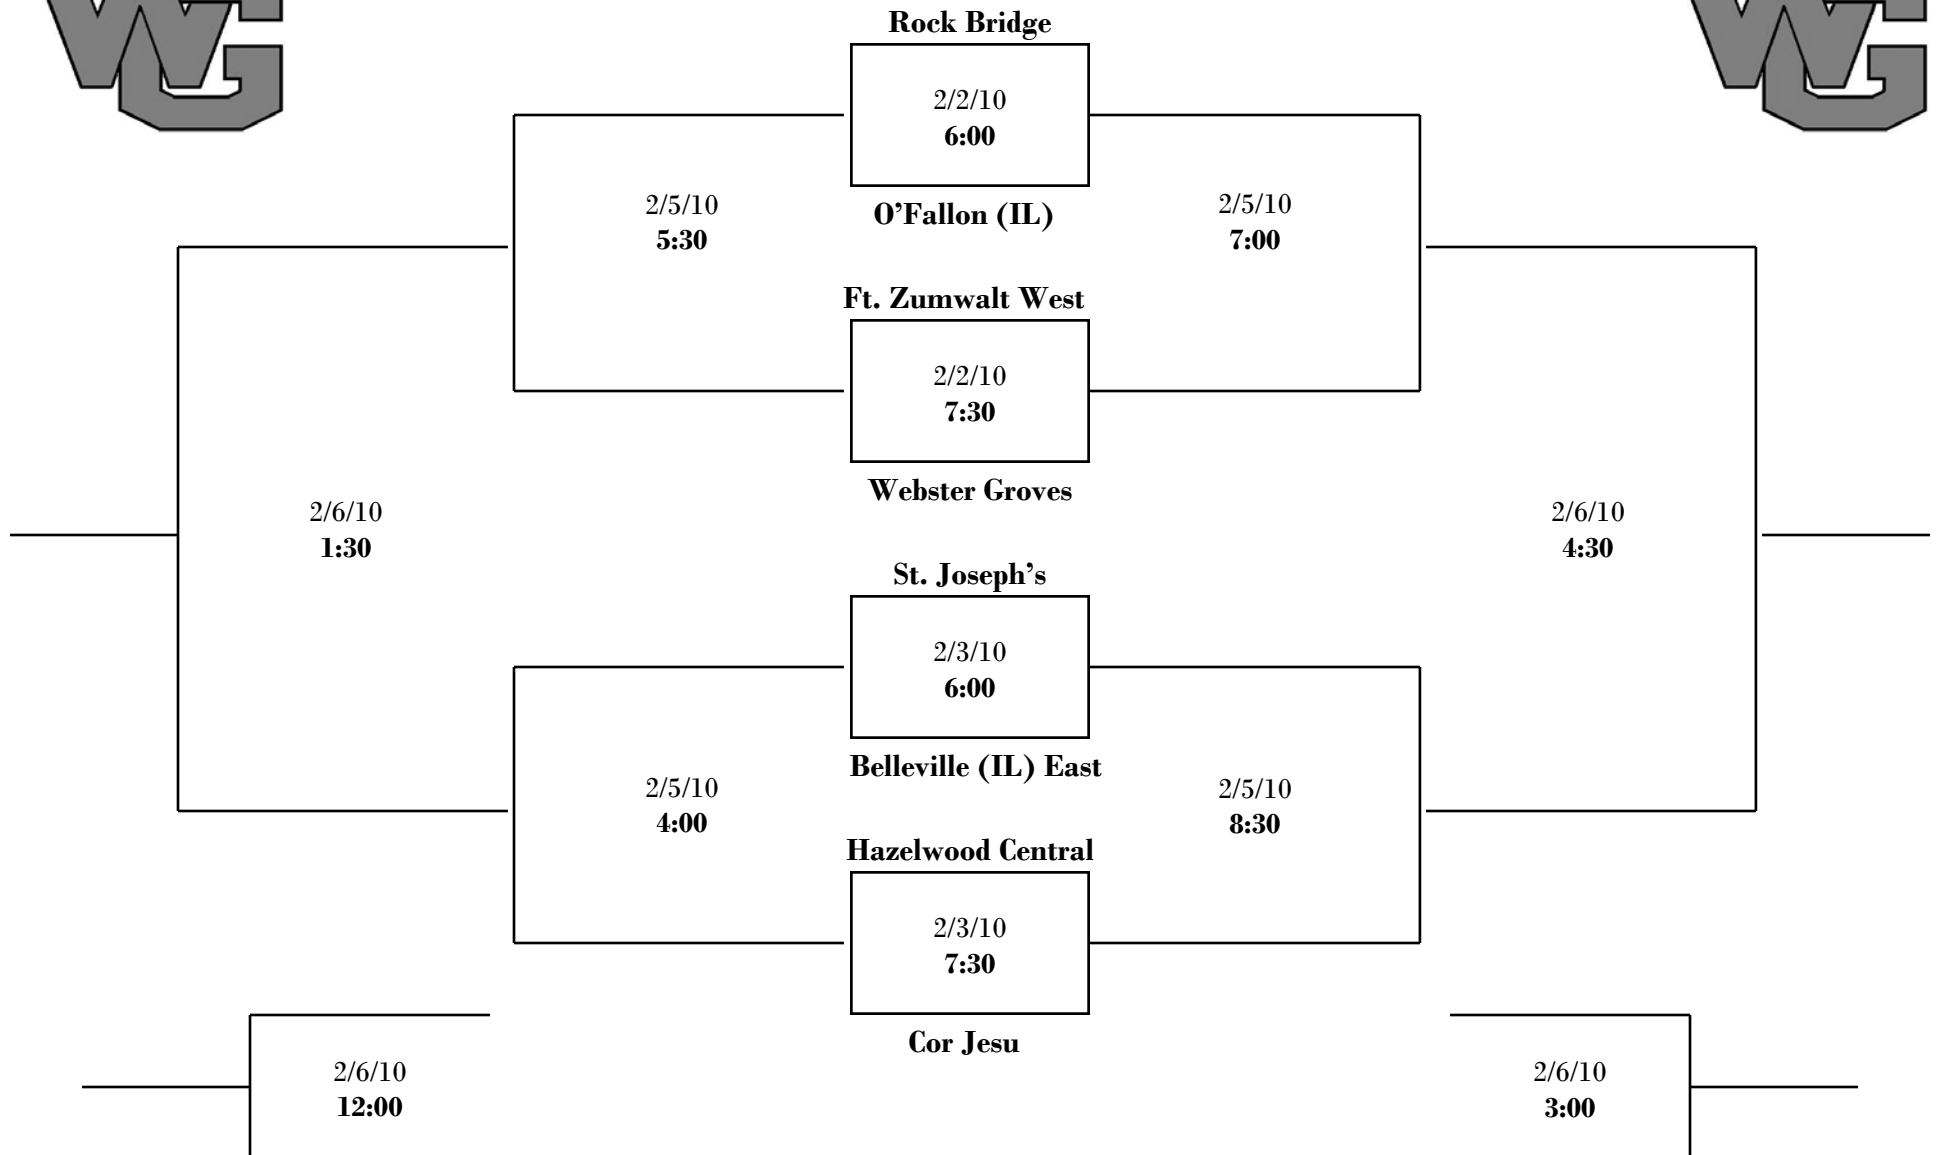 WG
WG
Rock Bridge
2/2/10
6:00
O’Fallon (IL)
2/5/10
5:30
2/5/10
7:00
Ft. Zumwalt West
2/2/10
7:30
Webster Groves
2/6/10
1:30
2/6/10
4:30
St. Joseph’s
2/3/10
6:00
Belleville (IL) East
2/5/10
4:00
2/5/10
8:30
Hazelwood Central
2/3/10
7:30
Cor Jesu
2/6/10
12:00
2/6/10
3:00